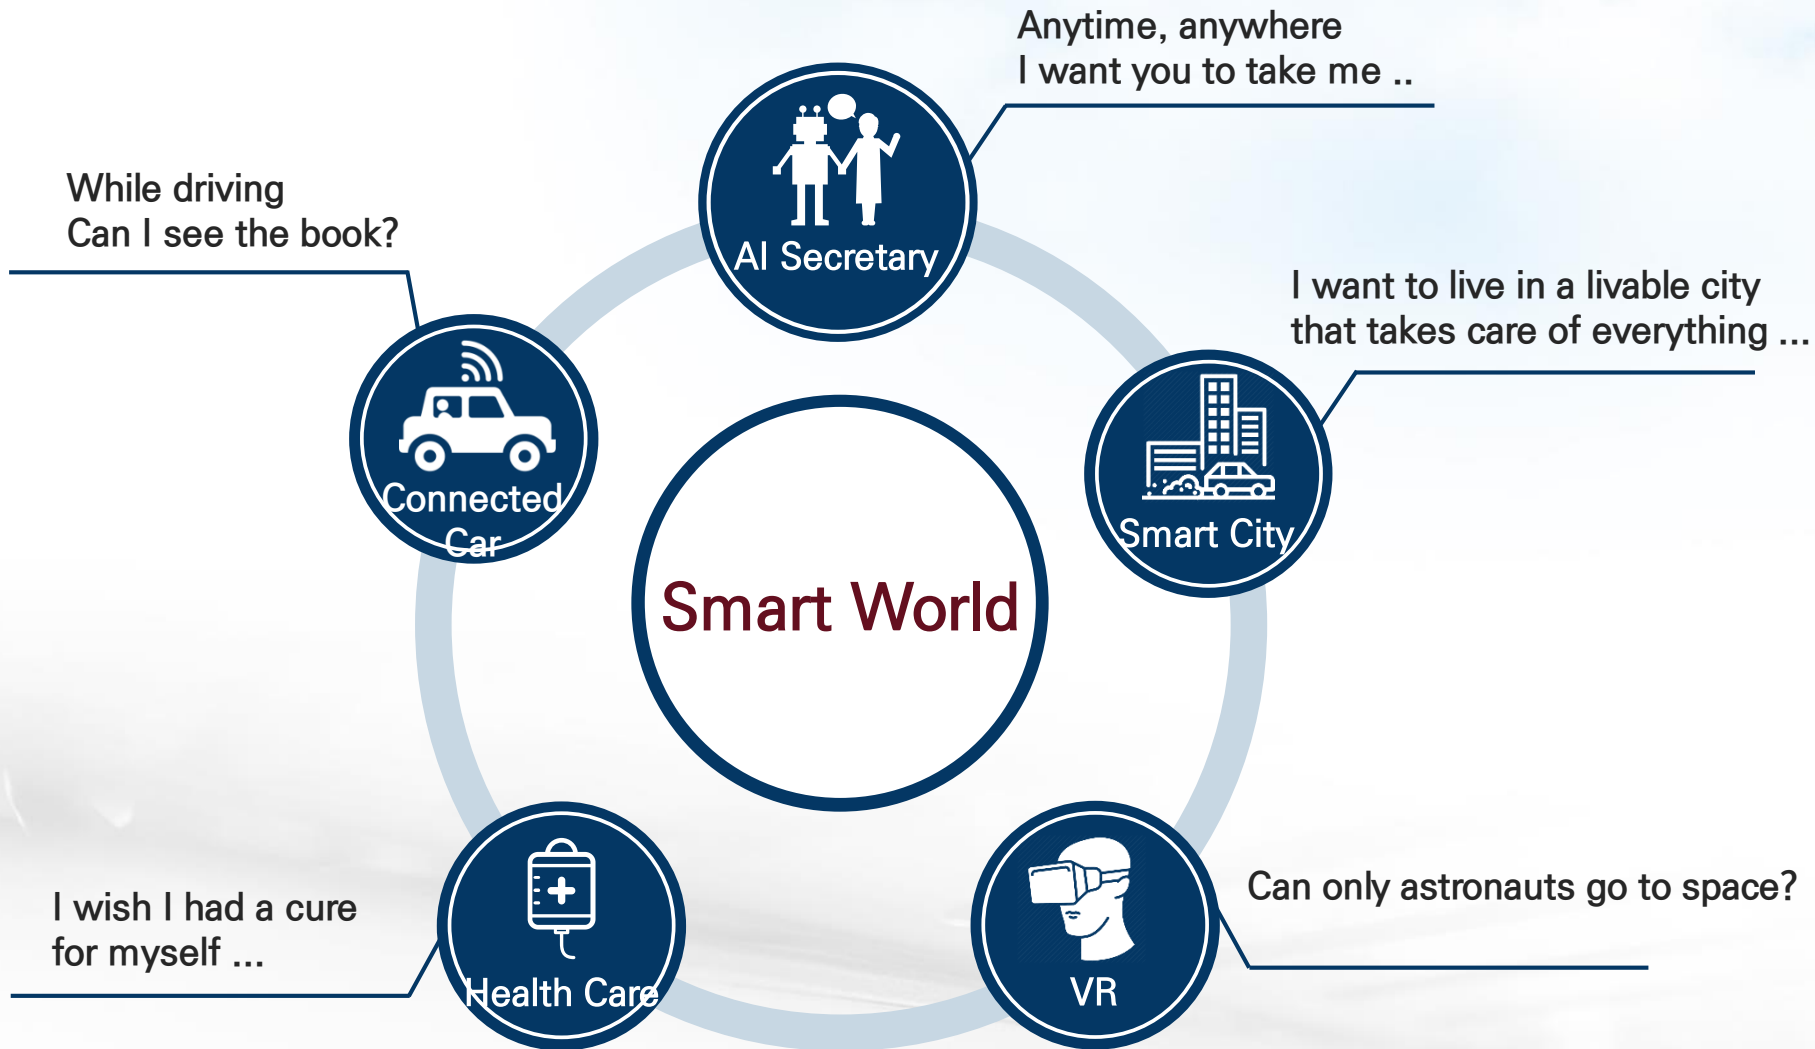 Anytime, anywhere
I want you to take me ..
AI Secretary
While driving
Can I see the book?
Connected
Car
I want to live in a livable city
that takes care of everything ...
Smart City
Smart World
I wish I had a cure
for myself ...
Health Care
Can only astronauts go to space?
VR